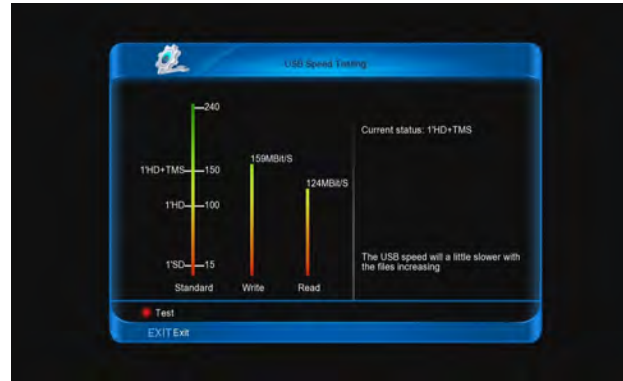 USB Speed Testing
240
Current status: 1'HD+TMS
159MBit/S
1'HD+TMS 150
124MBit/S
1'HD 100
The USB speed will a little slower with
the files increasing
1'SD 15
Standard Write Read
Test
EXIT Exit